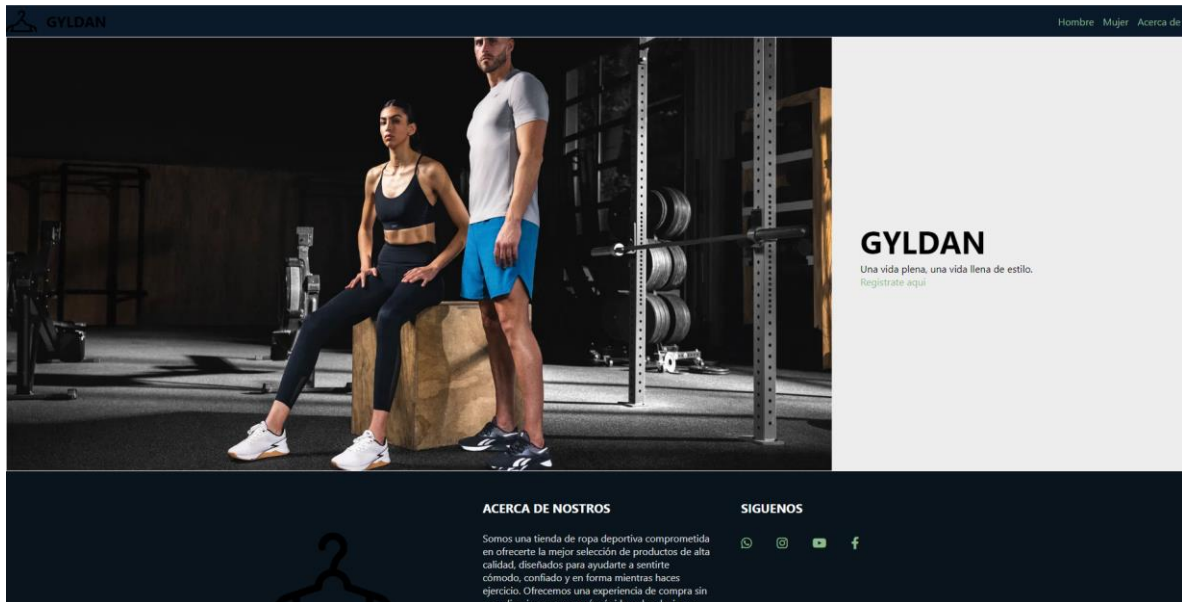 GYLDAN
Hombre Mujer Acerca de
GYLDAN
Una vida plena, una vida llena de estilo.
Registrate aqui
ACERCA DE NOSTROS
Somos una tienda de ropa deportiva comprometida
en ofrecerte la mejor selección de productos de alta
calidad, diseñados para ayudarte a sentirte
cómodo, confiado y en forma mientras haces
ejercicio. Ofrecemos una experiencia de compra sin
SIGUENOS